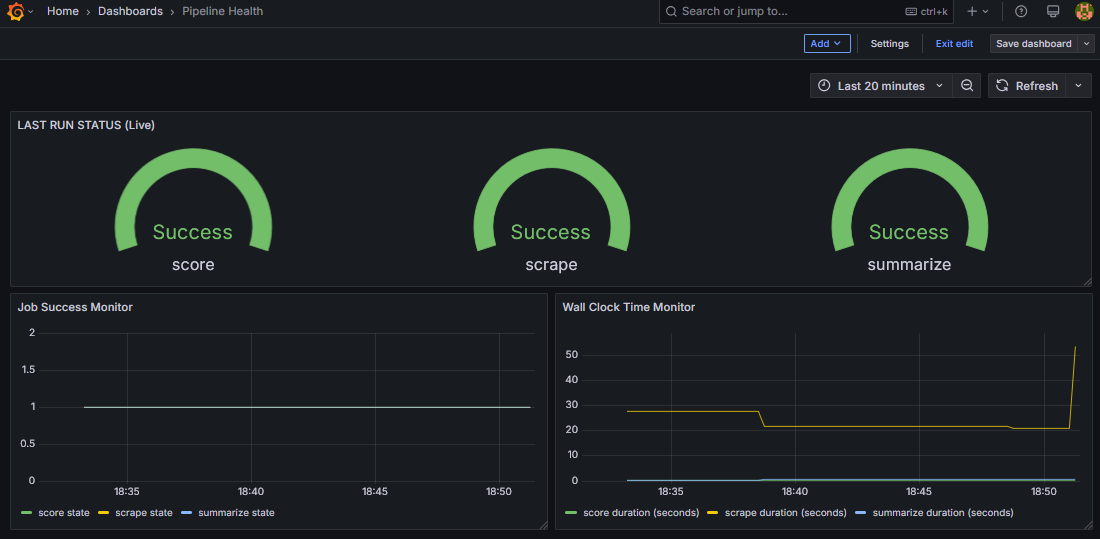 Home > Dashboards > Pipeline Health
Search or jump to... ctrl+k
Add Settings Exit edit Save dashboard
Last 20 minutes Refresh
LAST RUN STATUS (Live)
Success Success Success
score scrape summarize
Job Success Monitor
2
1.5
1
0.5
0
18:35 18:40 18:45 18:50
score state scrape state summarize state
Wall Clock Time Monitor
50
40
30
20
10
0
18:35 18:40 18:45 18:50
score duration (seconds) scrape duration (seconds) summarize duration (seconds)